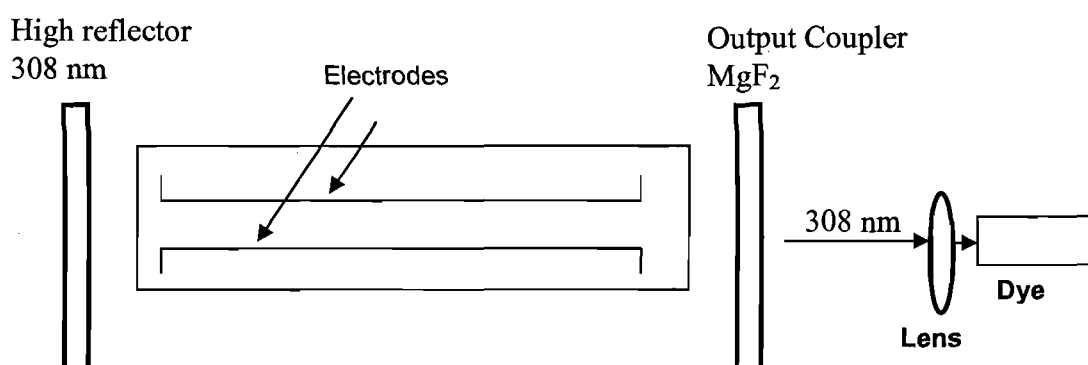 High reflector
308 nm
Electrodes
Output Coupler
MgF₂
308 nm
Dye
Lens